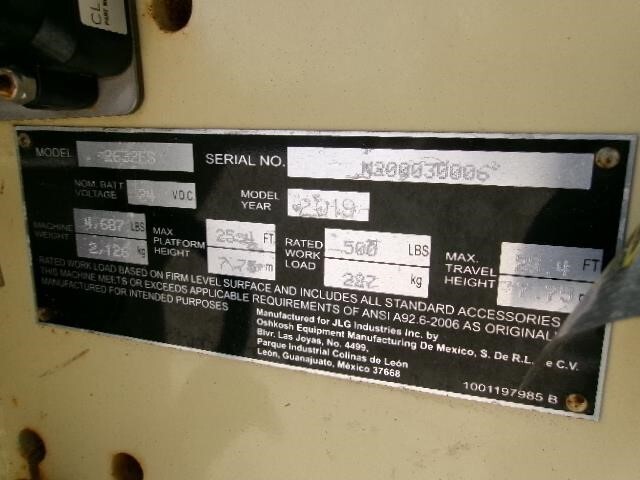 CL
PART NU
MODEL 2632ES SERIAL NO. M200030006
NOM. BATT VOLTAGE 24 VDC MODEL YEAR 2019
MACHINE WEIGHT 4,687 LBS 2,126 kg MAX PLATFORM HEIGHT 25.4 FT 7.75 m RATED WORK LOAD 500 LBS kg MAX. TRAVEL HEIGHT FT
RATED WORK LOAD BASED ON FIRM LEVEL SURFACE AND INCLUDES ALL STANDARD ACCESSORIES
THIS MACHINE MEETS OR EXCEEDS APPLICABLE REQUIREMENTS OF ANSI A92.6-2006 AS ORIGINAL
MANUFACTURED FOR INTENDED PURPOSES
Manufactured for JLG Industries Inc. by
Oshkosh Equipment Manufacturing De Mexico, S. De R.L. e C.V.
Blvr. Las Joyas, No. 4499,
Parque Industrial Colinas de León
León, Guanajuato, México 37668
1001197985 B